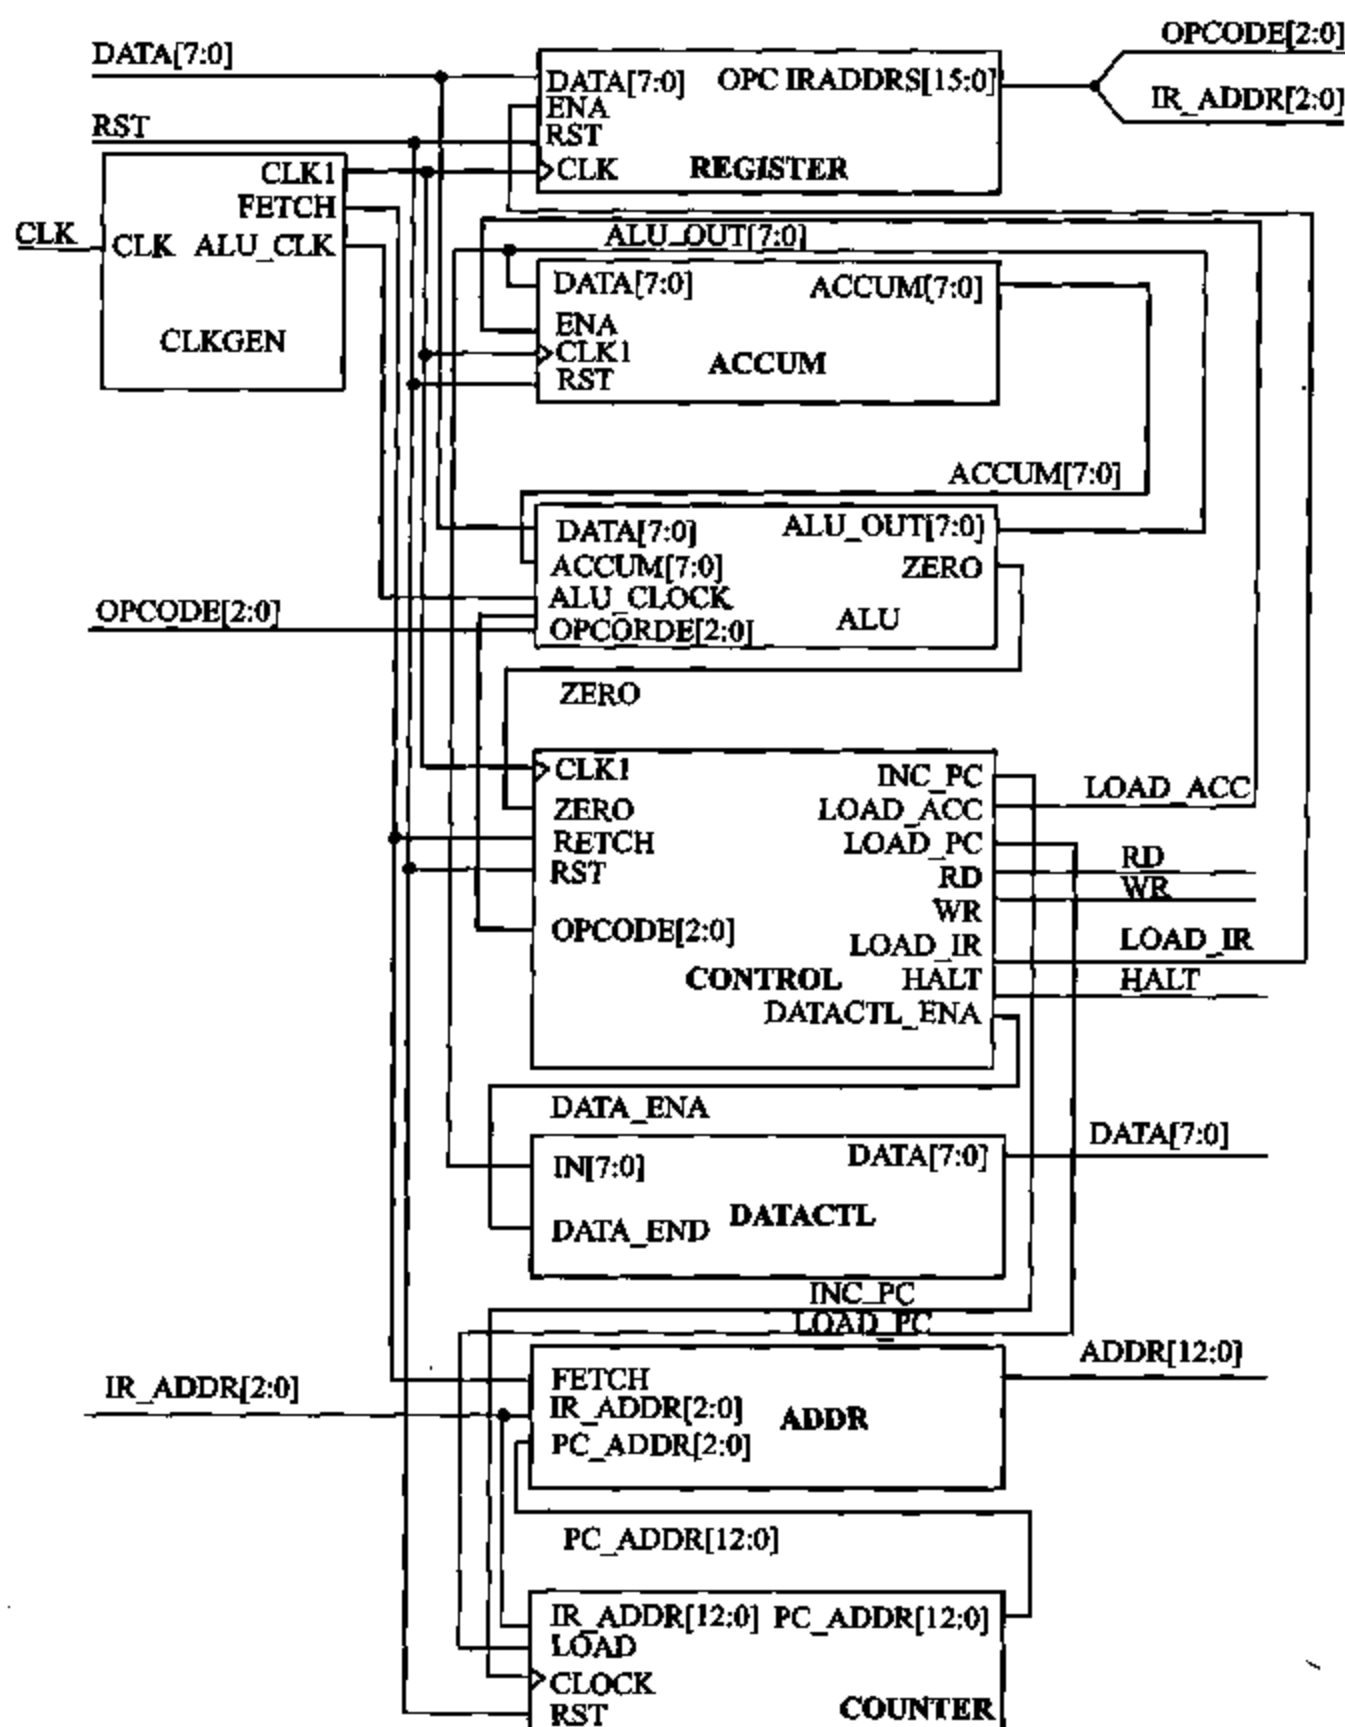 OPCODE[2:0]
DATA[7:0]
DATA[7:0] OPC IRADDRS[15:0]
IR_ADDR[2:0]
ENA
RST
RST
CLK1
CLK REGISTER
FETCH
CLK
CLK ALU_CLK
ALU_OUT[7:0]
DATA[7:0] ACCUM[7:0]
CLKGEN
ENA
CLK1
ACCUM
RST
ACCUM[7:0]
DATA[7:0] ALU_OUT[7:0]
ACCUM[7:0] ZERO
ALU_CLOCK
OPCODE[2:0]
OPCORDE[2:0] ALU
ZERO
CLK1 INC_PC
LOAD_ACC
ZERO LOAD_ACC
RETCH LOAD_PC
RD
RST RD
WR
WR
OPCODE[2:0] LOAD_IR
LOAD_IR
CONTROL HALT
HALT
DATACTL_ENA
DATA_ENA
DATA[7:0]
IN[7:0] DATA[7:0]
DATACTL
DATA_END
INC_PC
LOAD_PC
ADDR[12:0]
FETCH
IR_ADDR[2:0]
IR_ADDR[2:0] ADDR
PC_ADDR[2:0]
PC_ADDR[12:0]
IR_ADDR[12:0] PC_ADDR[12:0]
LOAD
CLOCK
RST COUNTER